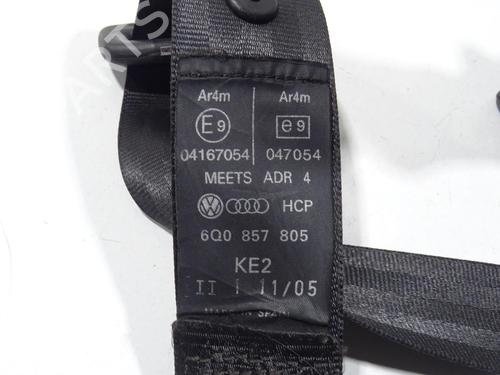 Ar4m Ar4m
E9 e9
04167054 047054
MEETS ADR 4
HCP
6Q0 857 805
KE2
II 11/05